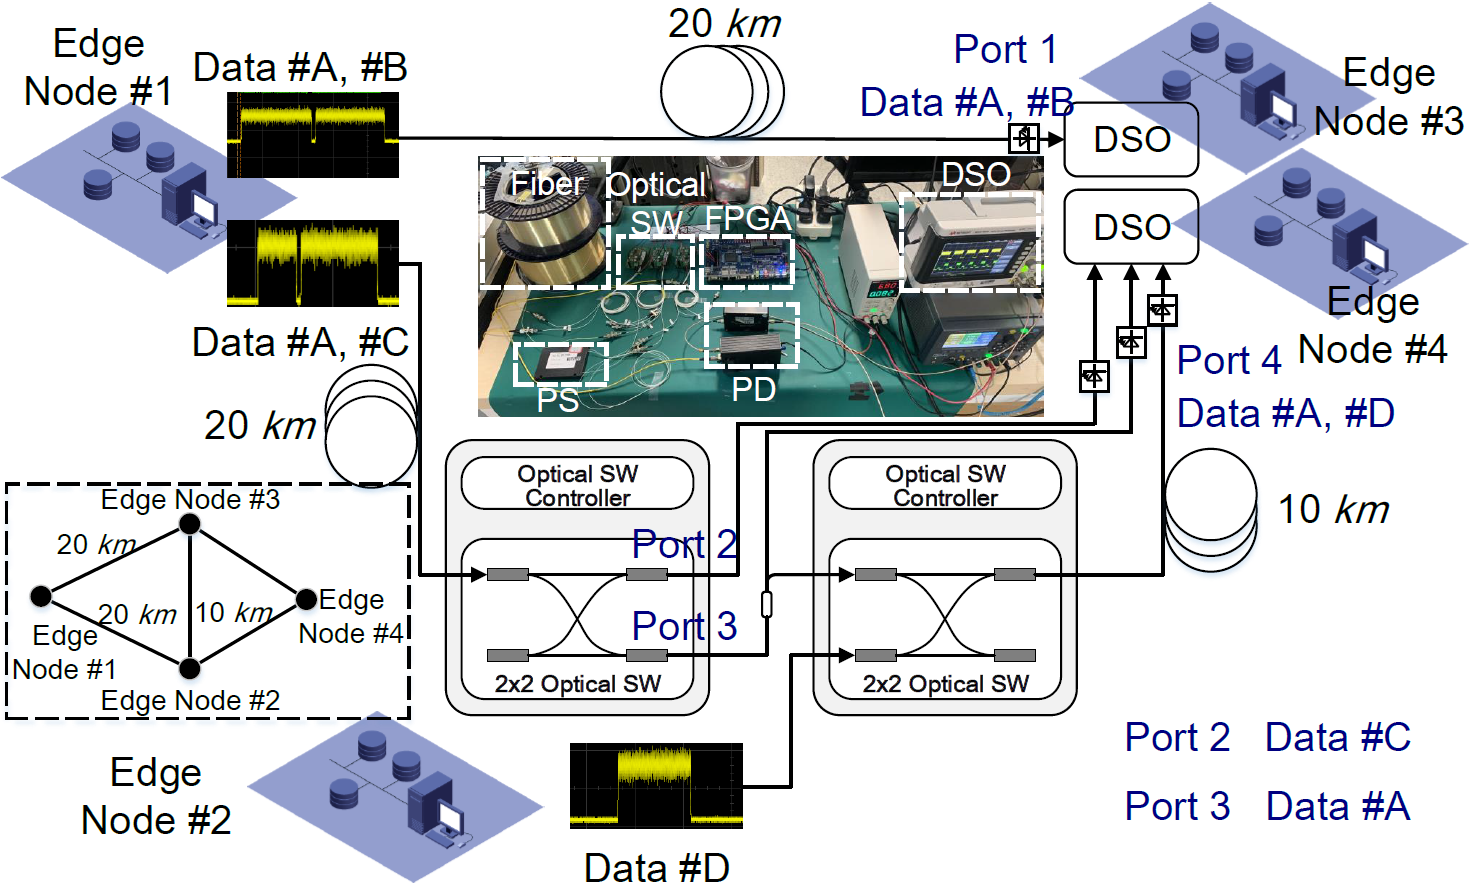 20 km
Edge
Node #1
Data #A, #B
Port 1
Data #A, #B
Edge
Node #3
DSO
Fiber
Optical
SW
FPGA
DSO
PS
PD
DSO
Data #A, #C
20 km
Edge
Node #4
Port 4
Data #A, #D
10 km
Optical SW
Controller
Port 2
Port 3
2x2 Optical SW
Optical SW
Controller
2x2 Optical SW
Edge Node #3
20 km
20 km
10 km
Edge
Node #1
Edge
Node #4
Edge Node #2
Edge
Node #2
Data #D
Port 2 Data #C
Port 3 Data #A